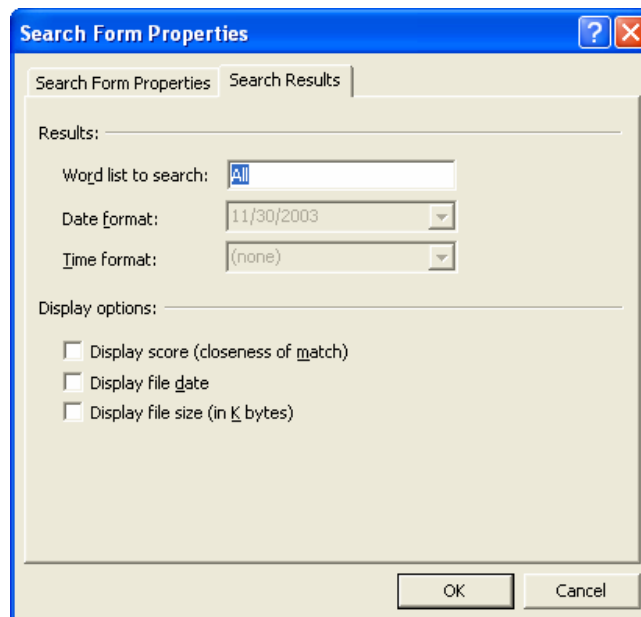 Search Form Properties
Search Form Properties Search Results
Results:
Word list to search: All
Date format: 11/30/2003
Time format: (none)
Display options:
Display score (closeness of match)
Display file date
Display file size (in K bytes)
OK Cancel